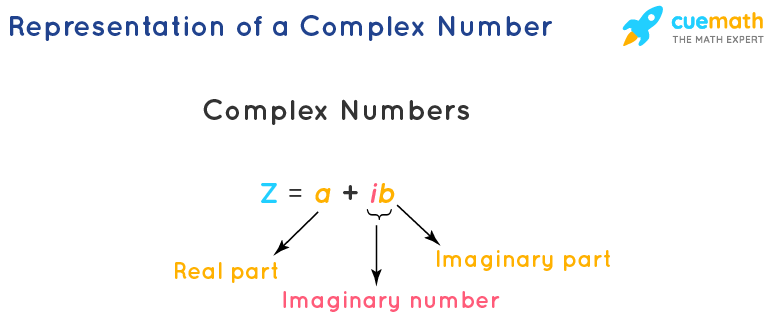 Representation of a Complex Number
cuemath
THE MATH EXPERT
Complex Numbers
Z = a + ib
Real part
Imaginary part
Imaginary number